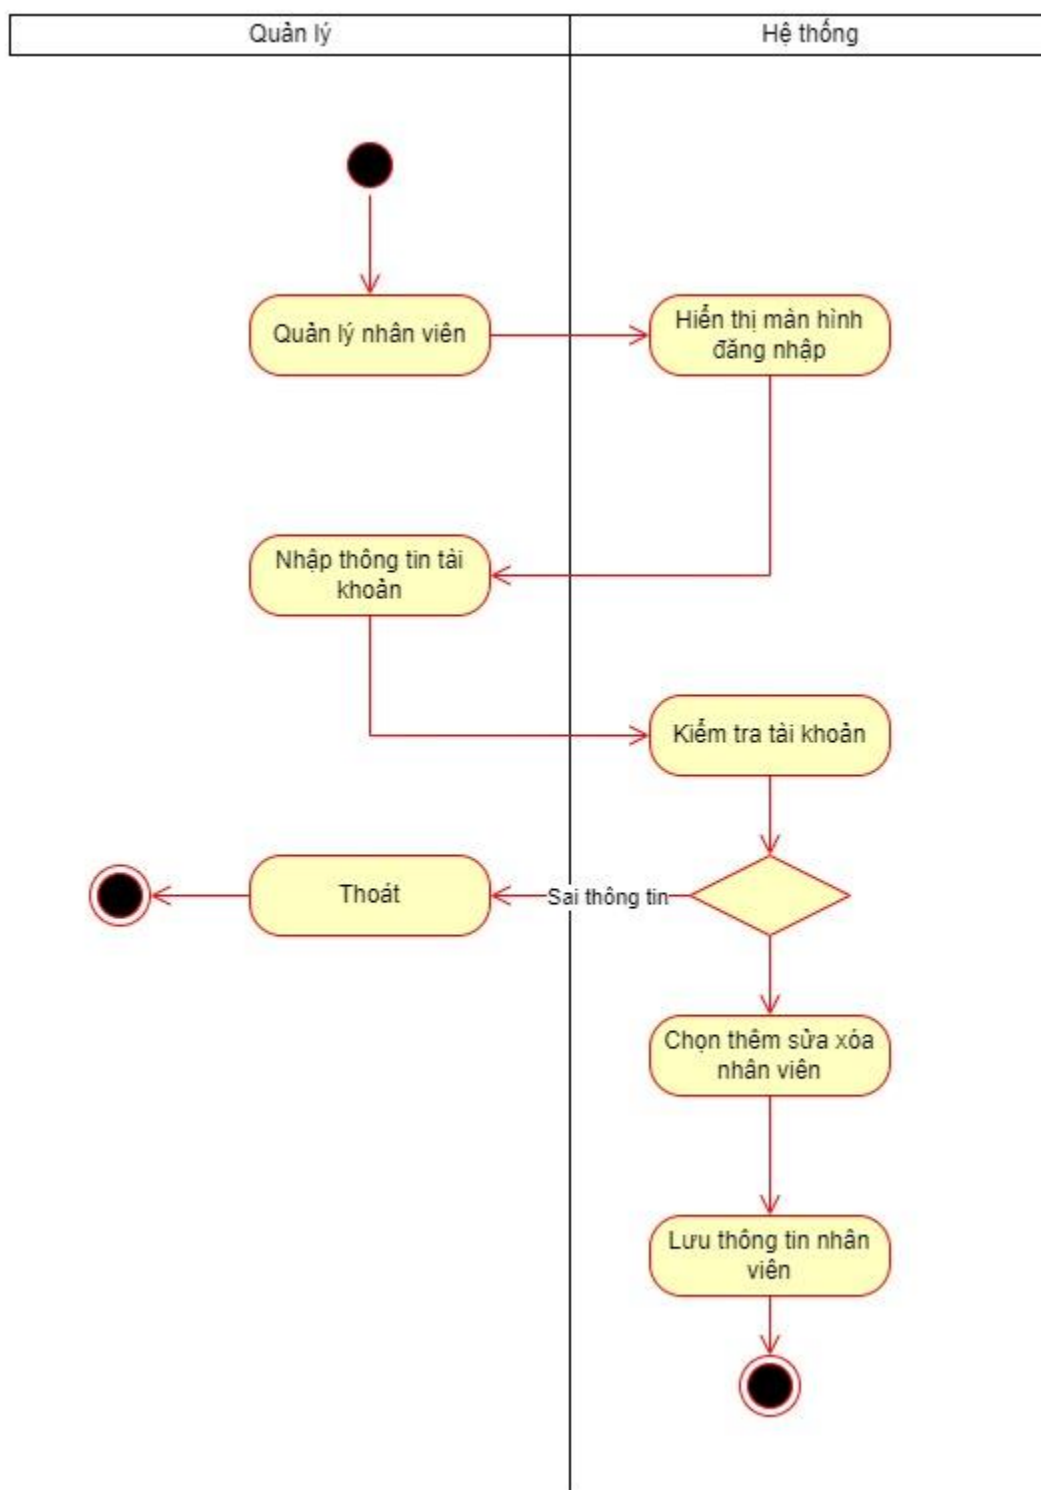 Quản lý
Hệ thống
Quản lý nhân viên
Hiển thị màn hình
đăng nhập
Nhập thông tin tài
khoản
Kiểm tra tài khoản
Thoát
Sai thông tin
Chọn thêm sửa xóa
nhân viên
Lưu thông tin nhân
viên